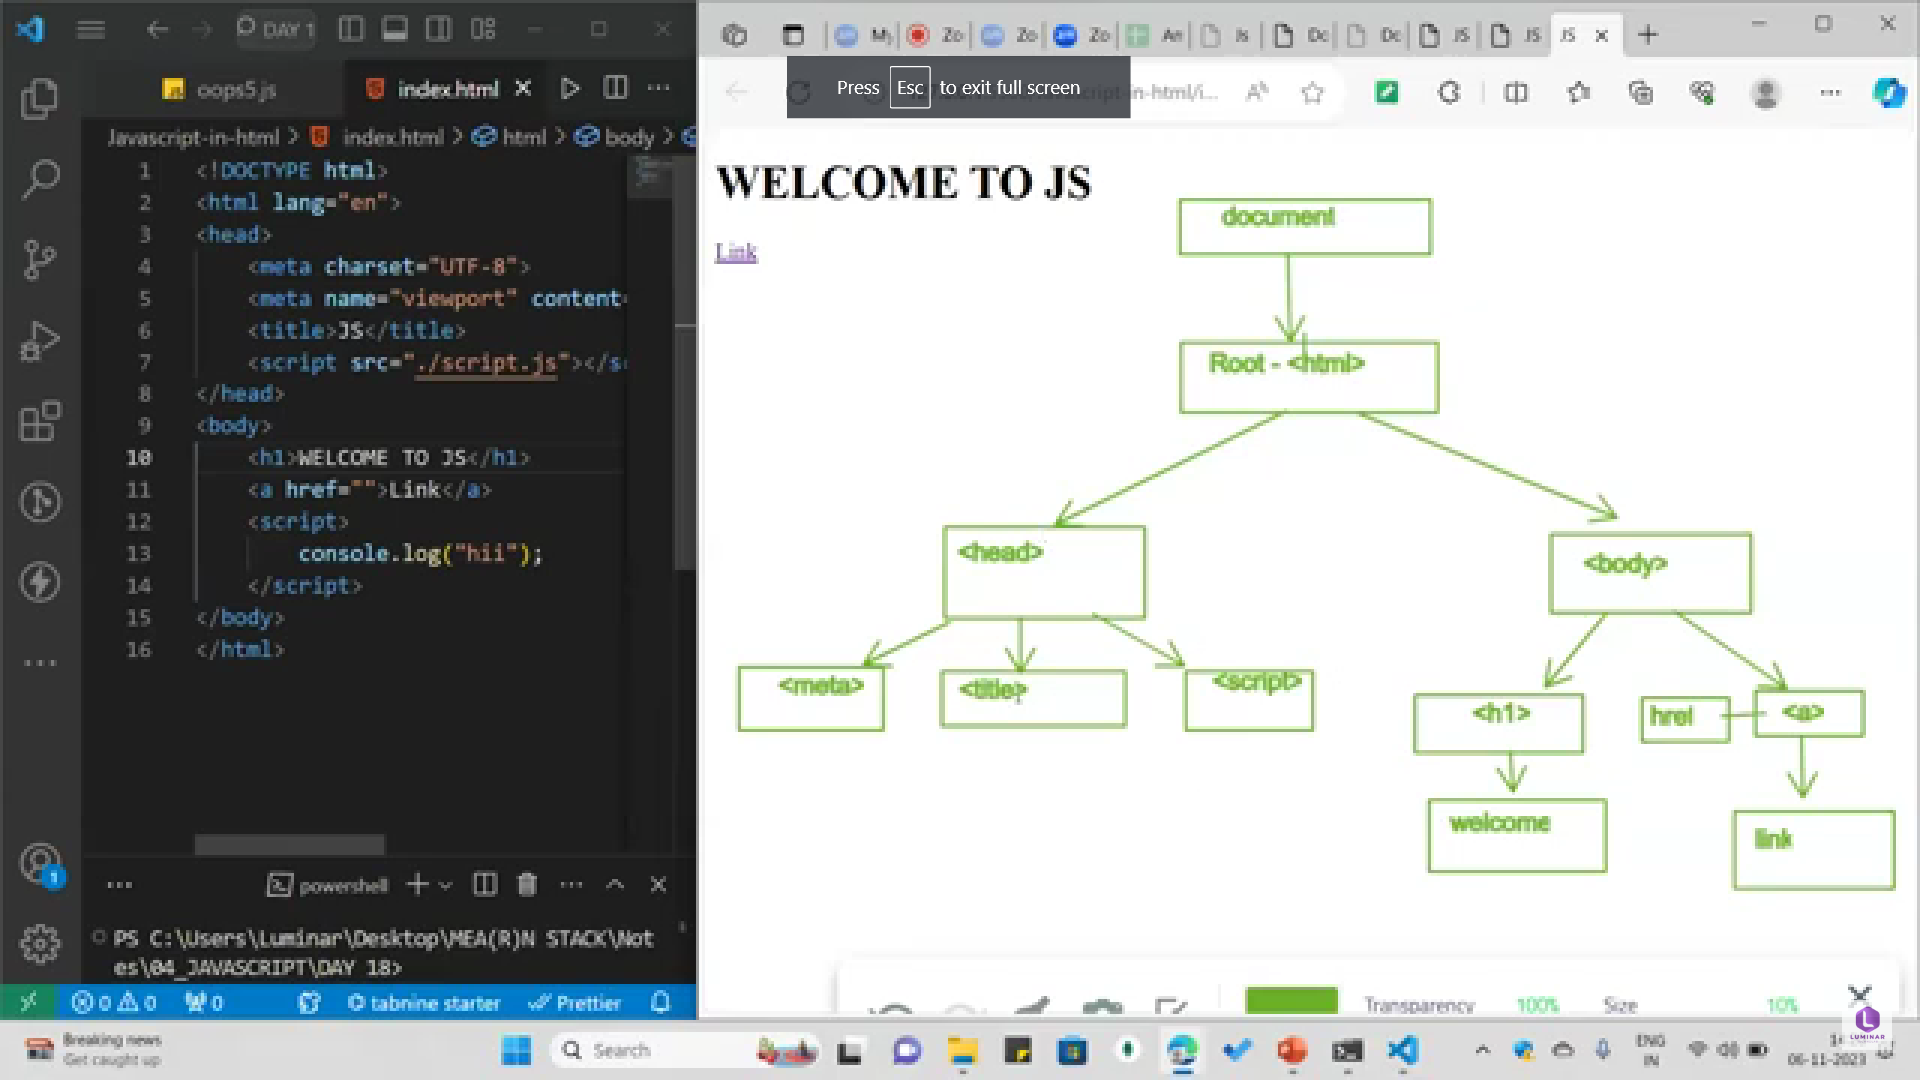 DAY 1
oops5.js
index.html
Javascript-in-html > index.html > html > body >
1 <!DOCTYPE html>
2 <html lang="en">
3 <head>
4 <meta charset="UTF-8">
5 <meta name="viewport" content=
6 <title>JS</title>
7 <script src="./script.js"></s
8 </head>
9 <body>
10 <h1>WELCOME TO JS</h1>
11 <a href="">Link</a>
12 <script>
13 console.log("hii");
14 </script>
15 </body>
16 </html>
powershell
PS C:\Users\Luminar\Desktop\MEA(R)N STACK\Not
es\04_JAVASCRIPT\DAY 18>
0 0 0 tabnine starter Prettier
1
Zo Zo Zo An Js Dc Dc JS JS JS
Press Esc to exit full screen
script-in-html/i...
WELCOME TO JS
Link
document
Root - <html>
<head>
<body>
<meta>
<title>
<script>
<h1>
href
<a>
welcome
link
Transparency 100% Size 10%
LUMINAR
Breaking news
Get caught up
Search
ENG
IN
06-11-2023